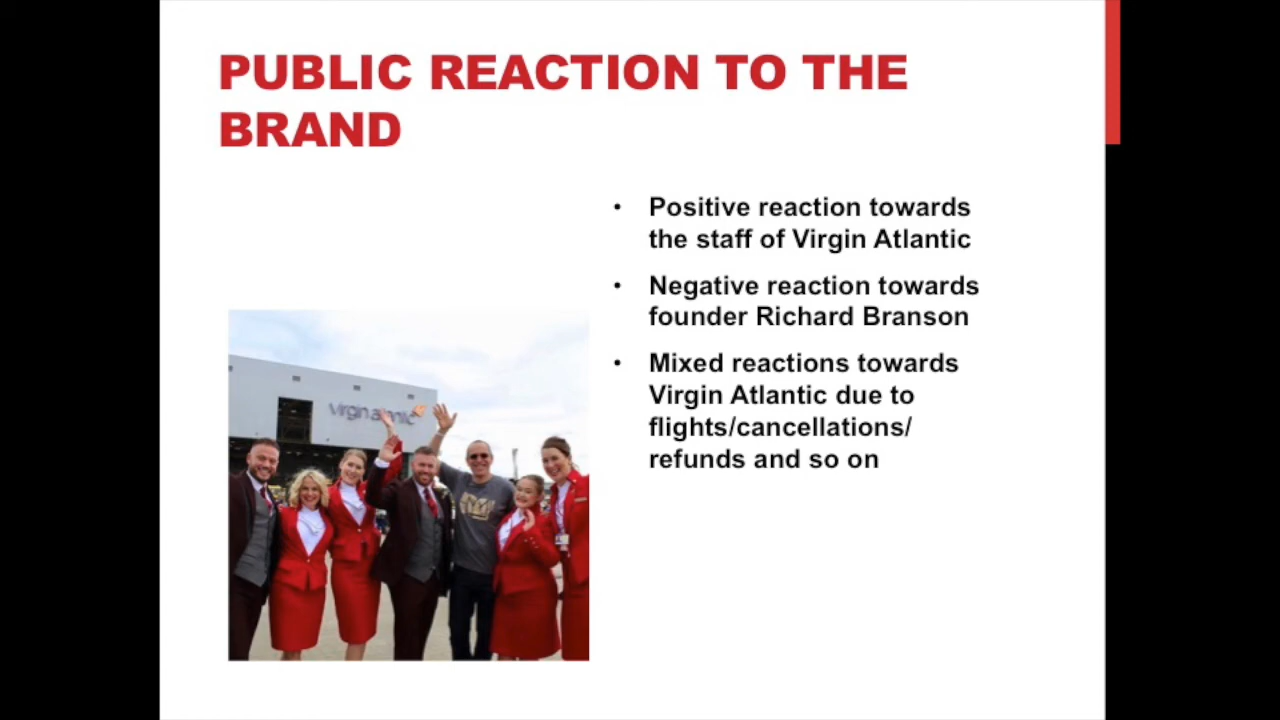 PUBLIC REACTION TO THE
BRAND
• Positive reaction towards
the staff of Virgin Atlantic
• Negative reaction towards
founder Richard Branson
• Mixed reactions towards
Virgin Atlantic due to
flights/cancellations/
refunds and so on
virgin atlantic